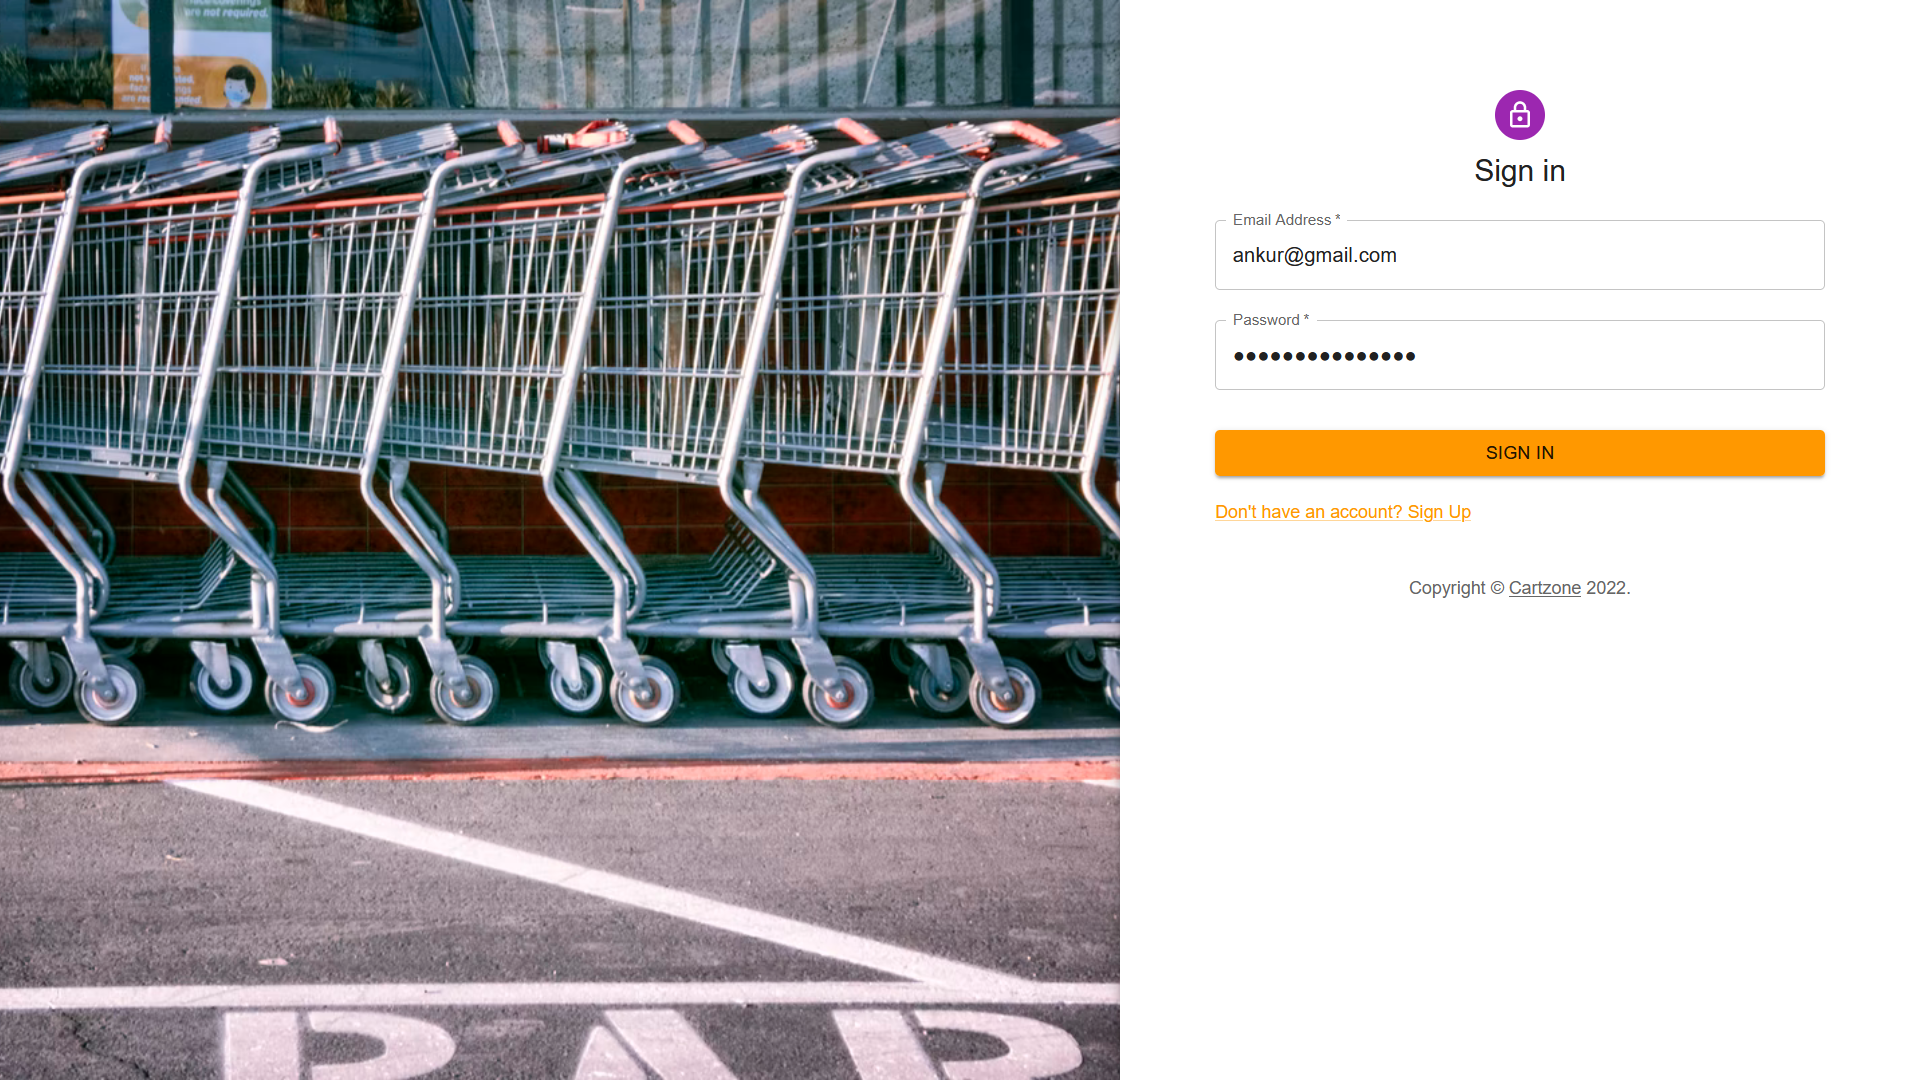 are not required.
Sign in
Email Address *
ankur@gmail.com
Password *
•••••••••••••••
SIGN IN
Don't have an account? Sign Up
Copyright © Cartzone 2022.